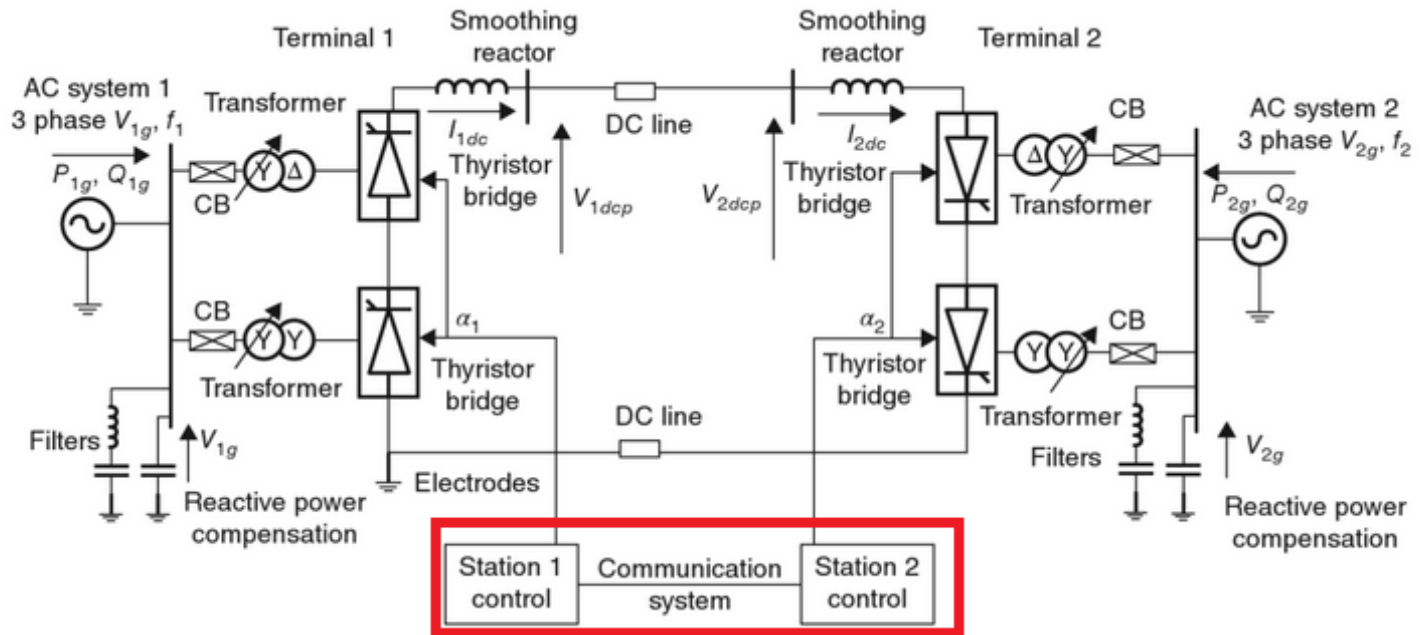 Terminal 1
Smoothing
reactor
Smoothing
reactor
Terminal 2
AC system 1
3 phase V1g, f1
Transformer
DC line
CB
AC system 2
3 phase V2g, f2
P1g, Q1g
I1dc
I2dc
CB
Y
Δ
Thyristor
bridge
V1dcp
V2dcp
Thyristor
bridge
Δ
Y
Transformer
P2g, Q2g
CB
Y
Y
α1
α2
Y
Y
CB
Transformer
Thyristor
bridge
Thyristor
bridge
Transformer
DC line
Filters
V1g
Electrodes
Filters
V2g
Reactive power
compensation
Reactive power
compensation
Station 1
control
Communication
system
Station 2
control